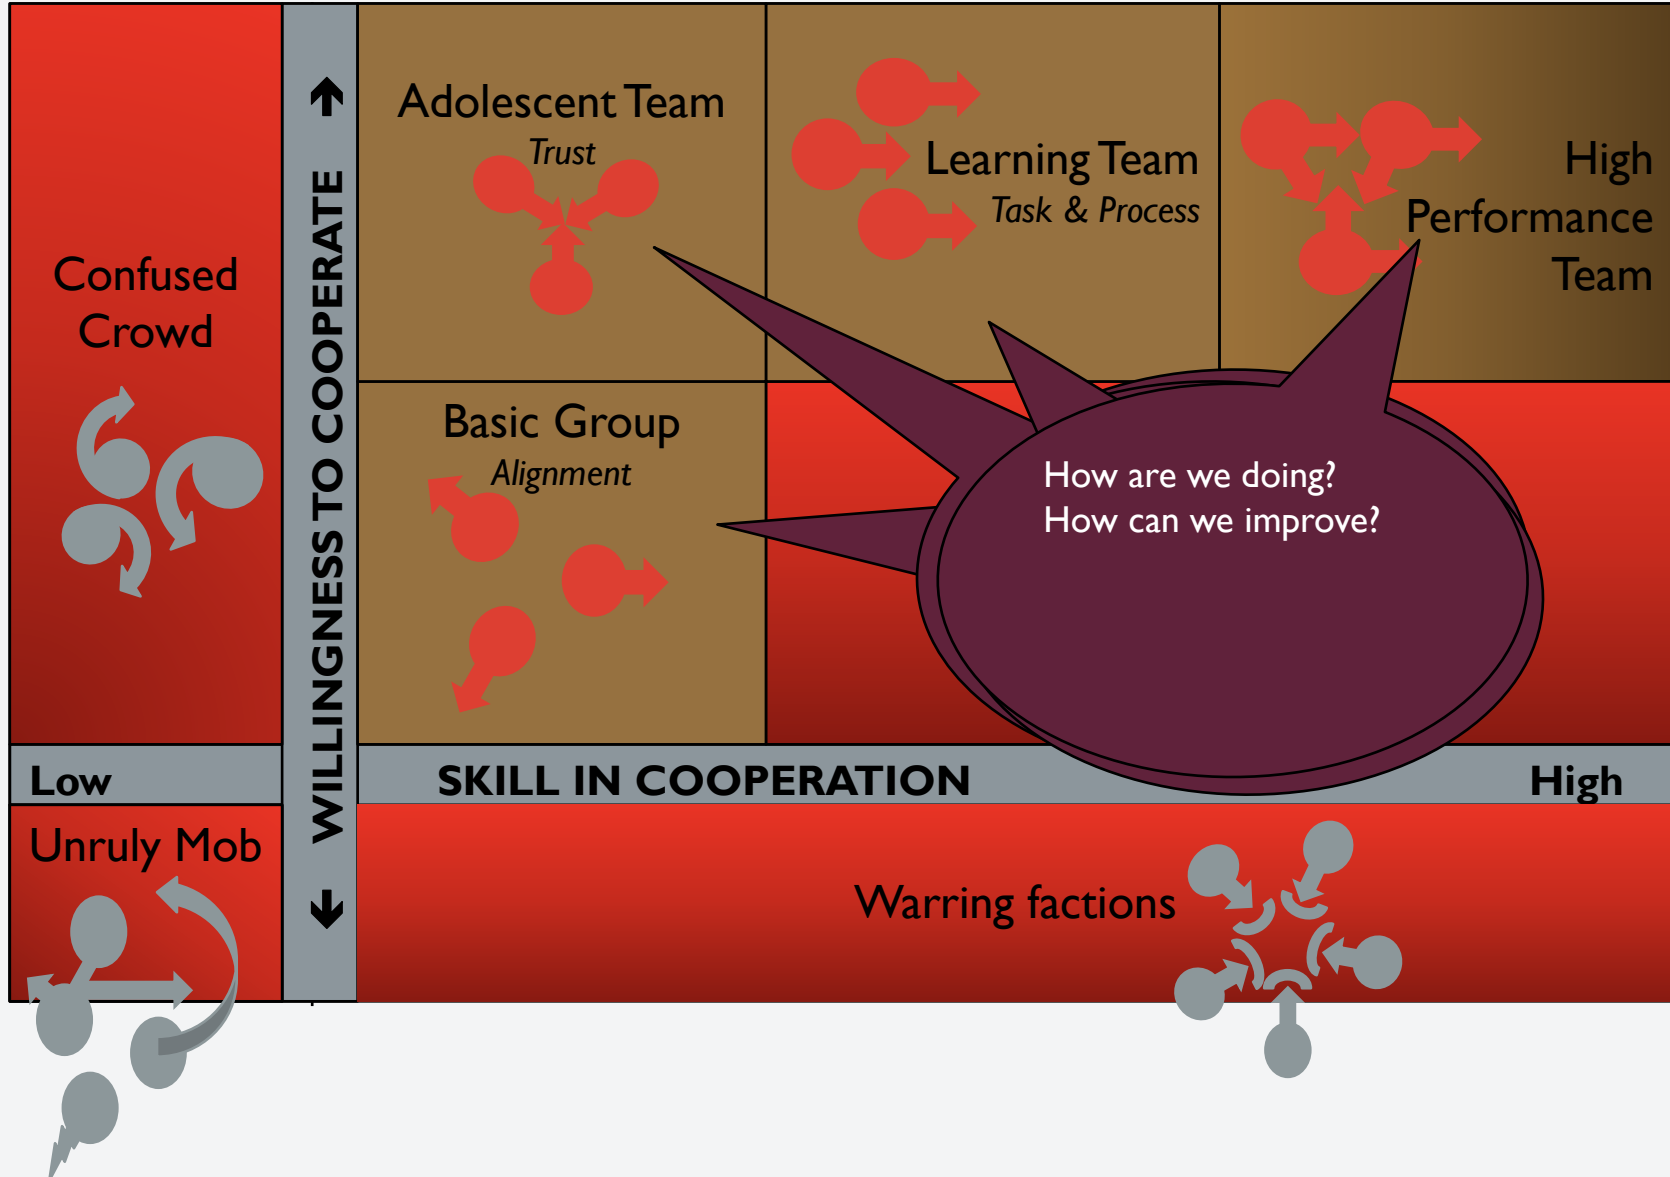 Confused
Crowd
WILLINGNESS TO COOPERATE
Adolescent Team
Trust
Learning Team
Task & Process
High
Performance
Team
Basic Group
Alignment
How are we doing?
How can we improve?
Low
SKILL IN COOPERATION
High
Unruly Mob
Warring factions